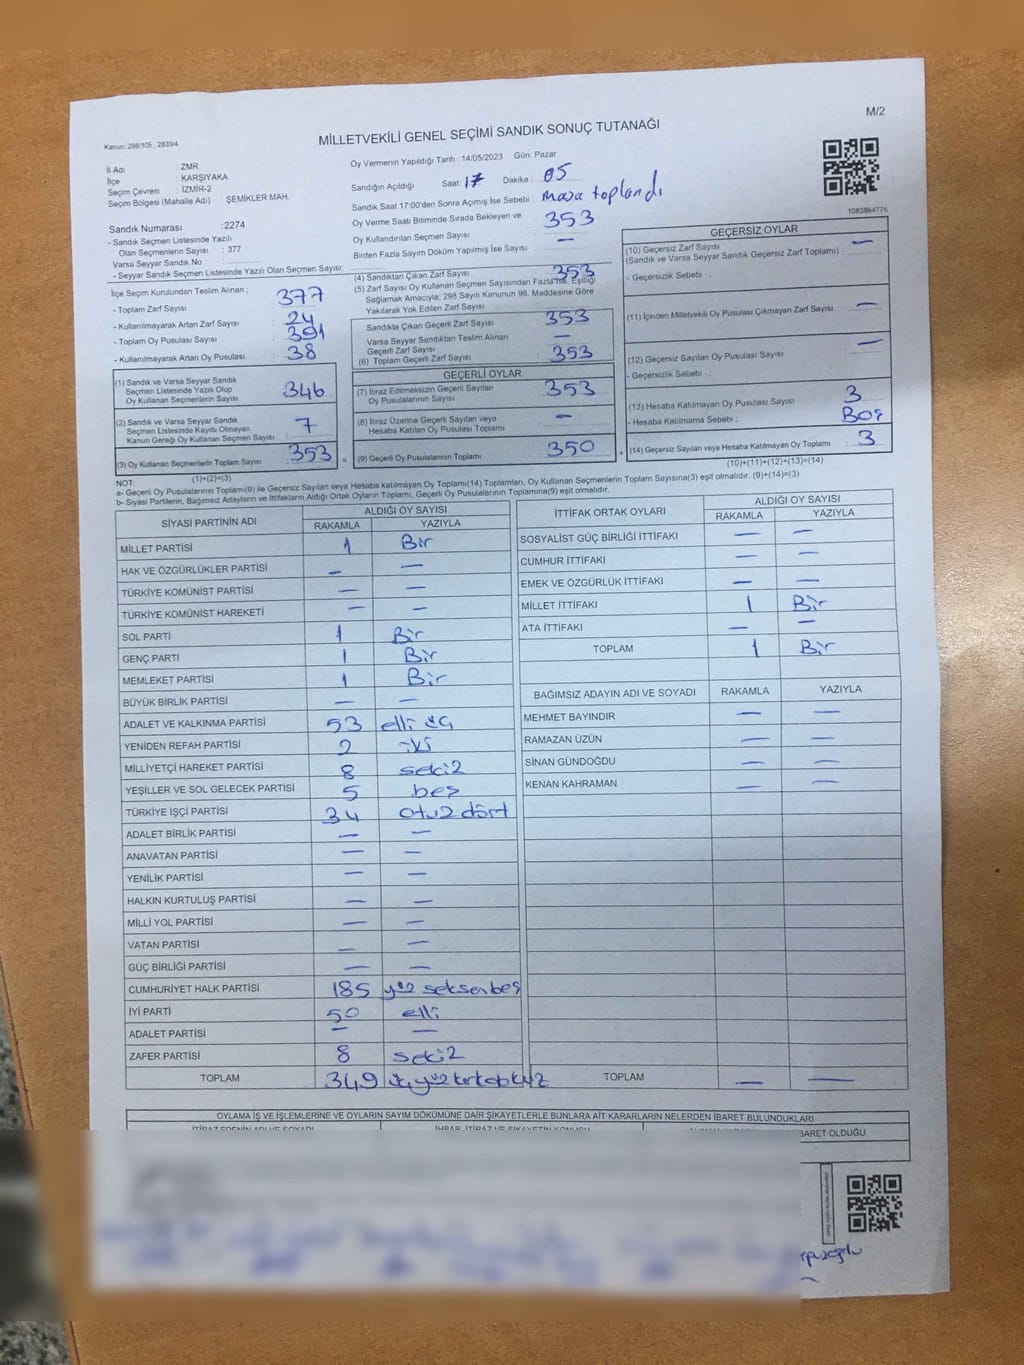 M/2
Kanun: 298/105 , 2839/4
MİLLETVEKİLİ GENEL SEÇİMİ SANDIK SONUÇ TUTANAĞI
İl Adı : ZMR
İlçe : KARŞIYAKA
Seçim Çevresi : İZMİR-2
Seçim Bölgesi (Mahalle Adı) : ŞEMİKLER MAH.
Oy Vermenin Yapıldığı Tarih : 14/05/2023 Gün: Pazar
Sandığın Açıldığı Saat: 17 Dakika : 05
Sandık Saat 17:00'den Sonra Açımış İse Sebebi : masa toplandı
Oy Verme Saati Bitiminde Sırada Bekleyen ve
Oy Kullandırılan Seçmen Sayısı 353
Birden Fazla Sayım Döküm Yapılmış İse Sayısı —
1083864776
Sandık Numarası :2274
- Sandık Seçmen Listesinde Yazılı
Olan Seçmenlerin Sayısı : 377
Varsa Seyyar Sandık No
- Seyyar Sandık Seçmen Listesinde Yazılı Olan Seçmen Sayısı:
İlçe Seçim Kurulundan Teslim Alınan ;
- Toplam Zarf Sayısı 377
- Kullanılmayarak Artan Zarf Sayısı 24
- Toplam Oy Pusulası Sayısı 391
- Kullanılmayarak Artan Oy Pusulası 38
(1) Sandık ve Varsa Seyyar Sandık
Seçmen Listesinde Yazılı Olup
Oy Kullanan Seçmenlerin Sayısı 346
(2) Sandık ve Varsa Seyyar Sandık
Seçmen Listesinde Kayıtlı Olmayan
Kanun Gereği Oy Kullanan Seçmen Sayısı 7
(3) Oy Kullanan Seçmenlerin Toplam Sayısı 353 =
(1)+(2)=(3)
(4) Sandıktan Çıkan Zarf Sayısı 353
(5) Zarf Sayısı Oy Kullanan Seçmen Sayısından Fazla İse, Eşitliği
Sağlamak Amacıyla; 298 Sayılı Kanunun 98. Maddesine Göre
Yakılarak Yok Edilen Zarf Sayısı
Sandıkta Çıkan Geçerli Zarf Sayısı 353
Varsa Seyyar Sandıktan Teslim Alınan
Geçerli Zarf Sayısı —
(6) Toplam Geçerli Zarf Sayısı 353
GEÇERLİ OYLAR
(7) İtiraz Edilmeksizin Geçerli Sayılan
Oy Pusulalarının Sayısı 353
(8) İtiraz Üzerine Geçerli Sayılan veya
Hesaba Katılan Oy Pusulası Toplamı —
(9) Geçerli Oy Pusulalarının Toplamı 350 +
GEÇERSİZ OYLAR
(10) Geçersiz Zarf Sayısı —
(Sandık ve Varsa Seyyar Sandık Geçersiz Zarf Toplamı)
- Geçersizlik Sebebi :
(11) İçinden Milletvekili Oy Pusulası Çıkmayan Zarf Sayısı —
(12) Geçersiz Sayılan Oy Pusulası Sayısı —
- Geçersizlik Sebebi :
(13) Hesaba Katılmayan Oy Pusulası Sayısı 3
- Hesaba Katılmama Sebebi : Boş
(14) Geçersiz Sayılan veya Hesaba Katılmayan Oy Toplamı : 3
(10)+(11)+(12)+(13)=(14)
NOT:
a- Geçerli Oy Pusulalarının Toplamı(9) ile Geçersiz Sayılan veya Hesaba katılmayan Oy Toplamı(14) Toplamları, Oy Kullanan Seçmenlerin Toplam Sayısına(3) eşit olmalıdır. (9)+(14)=(3)
b- Siyasi Partilerin, Bağımsız Adayların ve İttifakların Aldığı Ortak Oyların Toplamı, Geçerli Oy Pusulalarının Toplamına(9) eşit olmalıdır.
SİYASİ PARTİNİN ADI ALDIĞI OY SAYISI
RAKAMLA YAZIYLA
MİLLET PARTİSİ 1 Bir
HAK VE ÖZGÜRLÜKLER PARTİSİ — —
TÜRKİYE KOMÜNİST PARTİSİ — —
TÜRKİYE KOMÜNİST HAREKETİ — —
SOL PARTİ 1 Bir
GENÇ PARTİ 1 Bir
MEMLEKET PARTİSİ 1 Bir
BÜYÜK BİRLİK PARTİSİ — —
ADALET VE KALKINMA PARTİSİ 53 elli üç
YENİDEN REFAH PARTİSİ 2 iki
MİLLİYETÇİ HAREKET PARTİSİ 8 sekiz
YEŞİLLER VE SOL GELECEK PARTİSİ 5 beş
TÜRKİYE İŞÇİ PARTİSİ 34 otuz dört
ADALET BİRLİK PARTİSİ — —
ANAVATAN PARTİSİ — —
YENİLİK PARTİSİ — —
HALKIN KURTULUŞ PARTİSİ — —
MİLLİ YOL PARTİSİ — —
VATAN PARTİSİ — —
GÜÇ BİRLİĞİ PARTİSİ — —
CUMHURİYET HALK PARTİSİ 185 yüz seksen beş
İYİ PARTİ 50 elli
ADALET PARTİSİ — —
ZAFER PARTİSİ 8 sekiz
TOPLAM 349 üç yüz kırk dokuz
İTTİFAK ORTAK OYLARI ALDIĞI OY SAYISI
RAKAMLA YAZIYLA
SOSYALİST GÜÇ BİRLİĞİ İTTİFAKI — —
CUMHUR İTTİFAKI — —
EMEK VE ÖZGÜRLÜK İTTİFAKI — —
MİLLET İTTİFAKI 1 Bir
ATA İTTİFAKI — —
TOPLAM 1 Bir
BAĞIMSIZ ADAYIN ADI VE SOYADI RAKAMLA YAZIYLA
MEHMET BAYINDIR — —
RAMAZAN ÜZÜN — —
SİNAN GÜNDOĞDU — —
KENAN KAHRAMAN — —
TOPLAM — —
OYLAMA İŞ VE İŞLEMLERİNE VE OYLARIN SAYIM DÖKÜMÜNE DAİR ŞİKAYETLERLE BUNLARA AİT KARARLARIN NELERDEN İBARET BULUNDUKLARI
İTİRAZ EDENİN ADI VE SOYADI İHBAR, İTİRAZ VE ŞİKAYETİN KONUSU BARET OLDUĞU